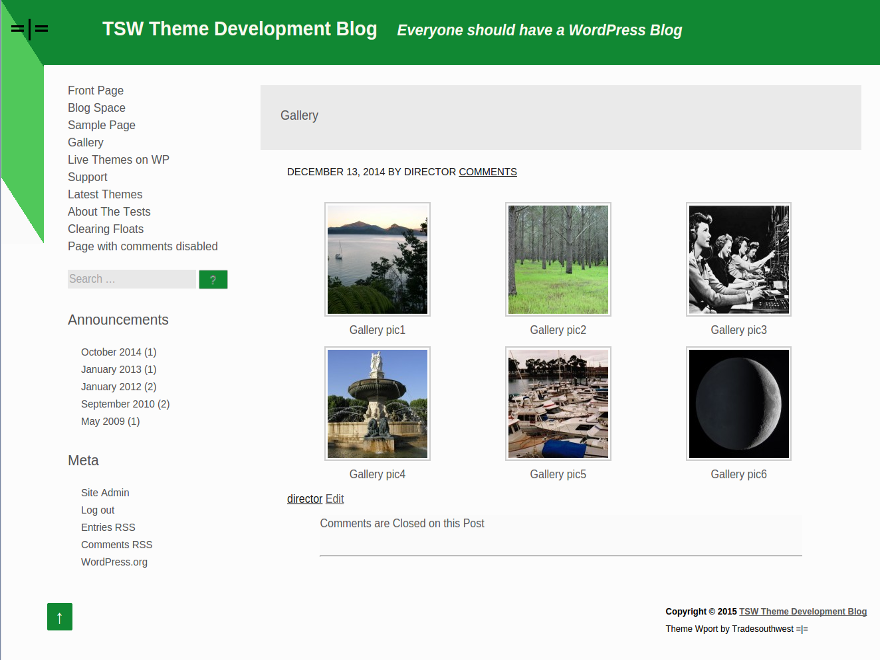 =|=
TSW Theme Development Blog Everyone should have a WordPress Blog
Front Page
Blog Space
Sample Page
Gallery
Live Themes on WP
Support
Latest Themes
About The Tests
Clearing Floats
Page with comments disabled
Search ...
?
Announcements
October 2014 (1)
January 2013 (1)
January 2012 (2)
September 2010 (2)
May 2009 (1)
Meta
Site Admin
Log out
Entries RSS
Comments RSS
WordPress.org
↑
Gallery
DECEMBER 13, 2014 BY DIRECTOR COMMENTS
Gallery pic1
Gallery pic2
Gallery pic3
Gallery pic4
Gallery pic5
Gallery pic6
director Edit
Comments are Closed on this Post
Copyright © 2015 TSW Theme Development Blog
Theme Wport by Tradesouthwest =|=